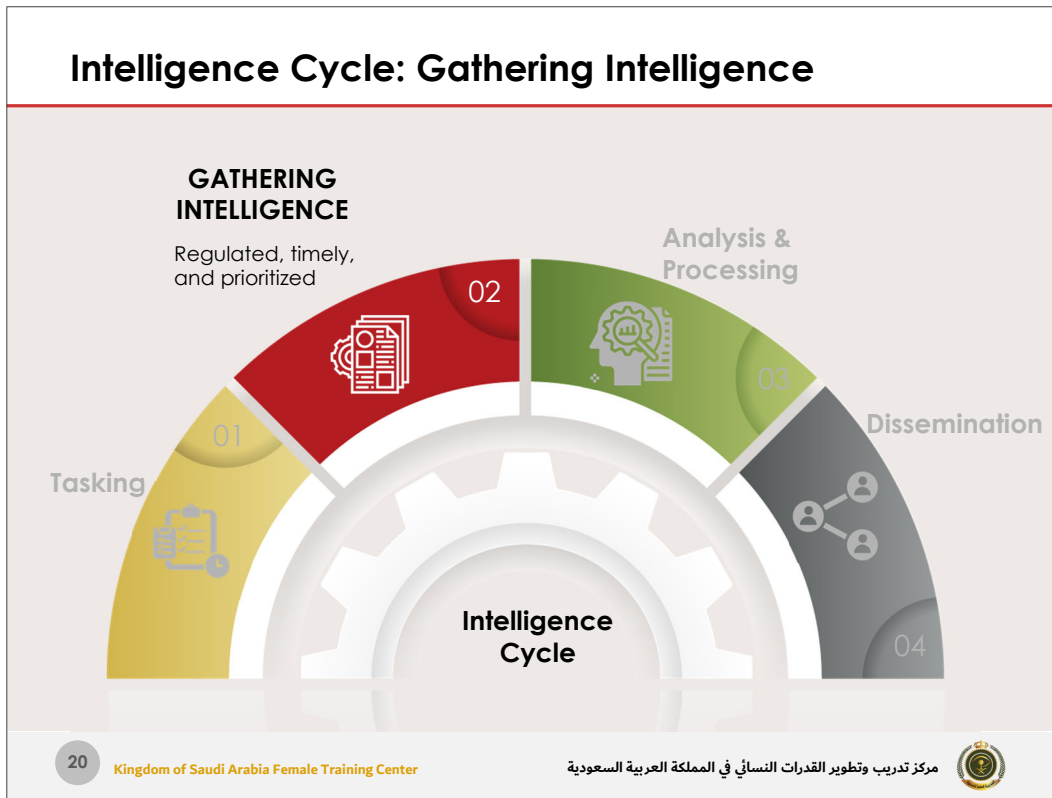 Intelligence Cycle: Gathering Intelligence
GATHERING
INTELLIGENCE
Regulated, timely,
and prioritized
02
Analysis &
Processing
03
01
Tasking
Dissemination
04
Intelligence
Cycle
20
Kingdom of Saudi Arabia Female Training Center
مركز تدريب وتطوير القدرات النسائي في المملكة العربية السعودية